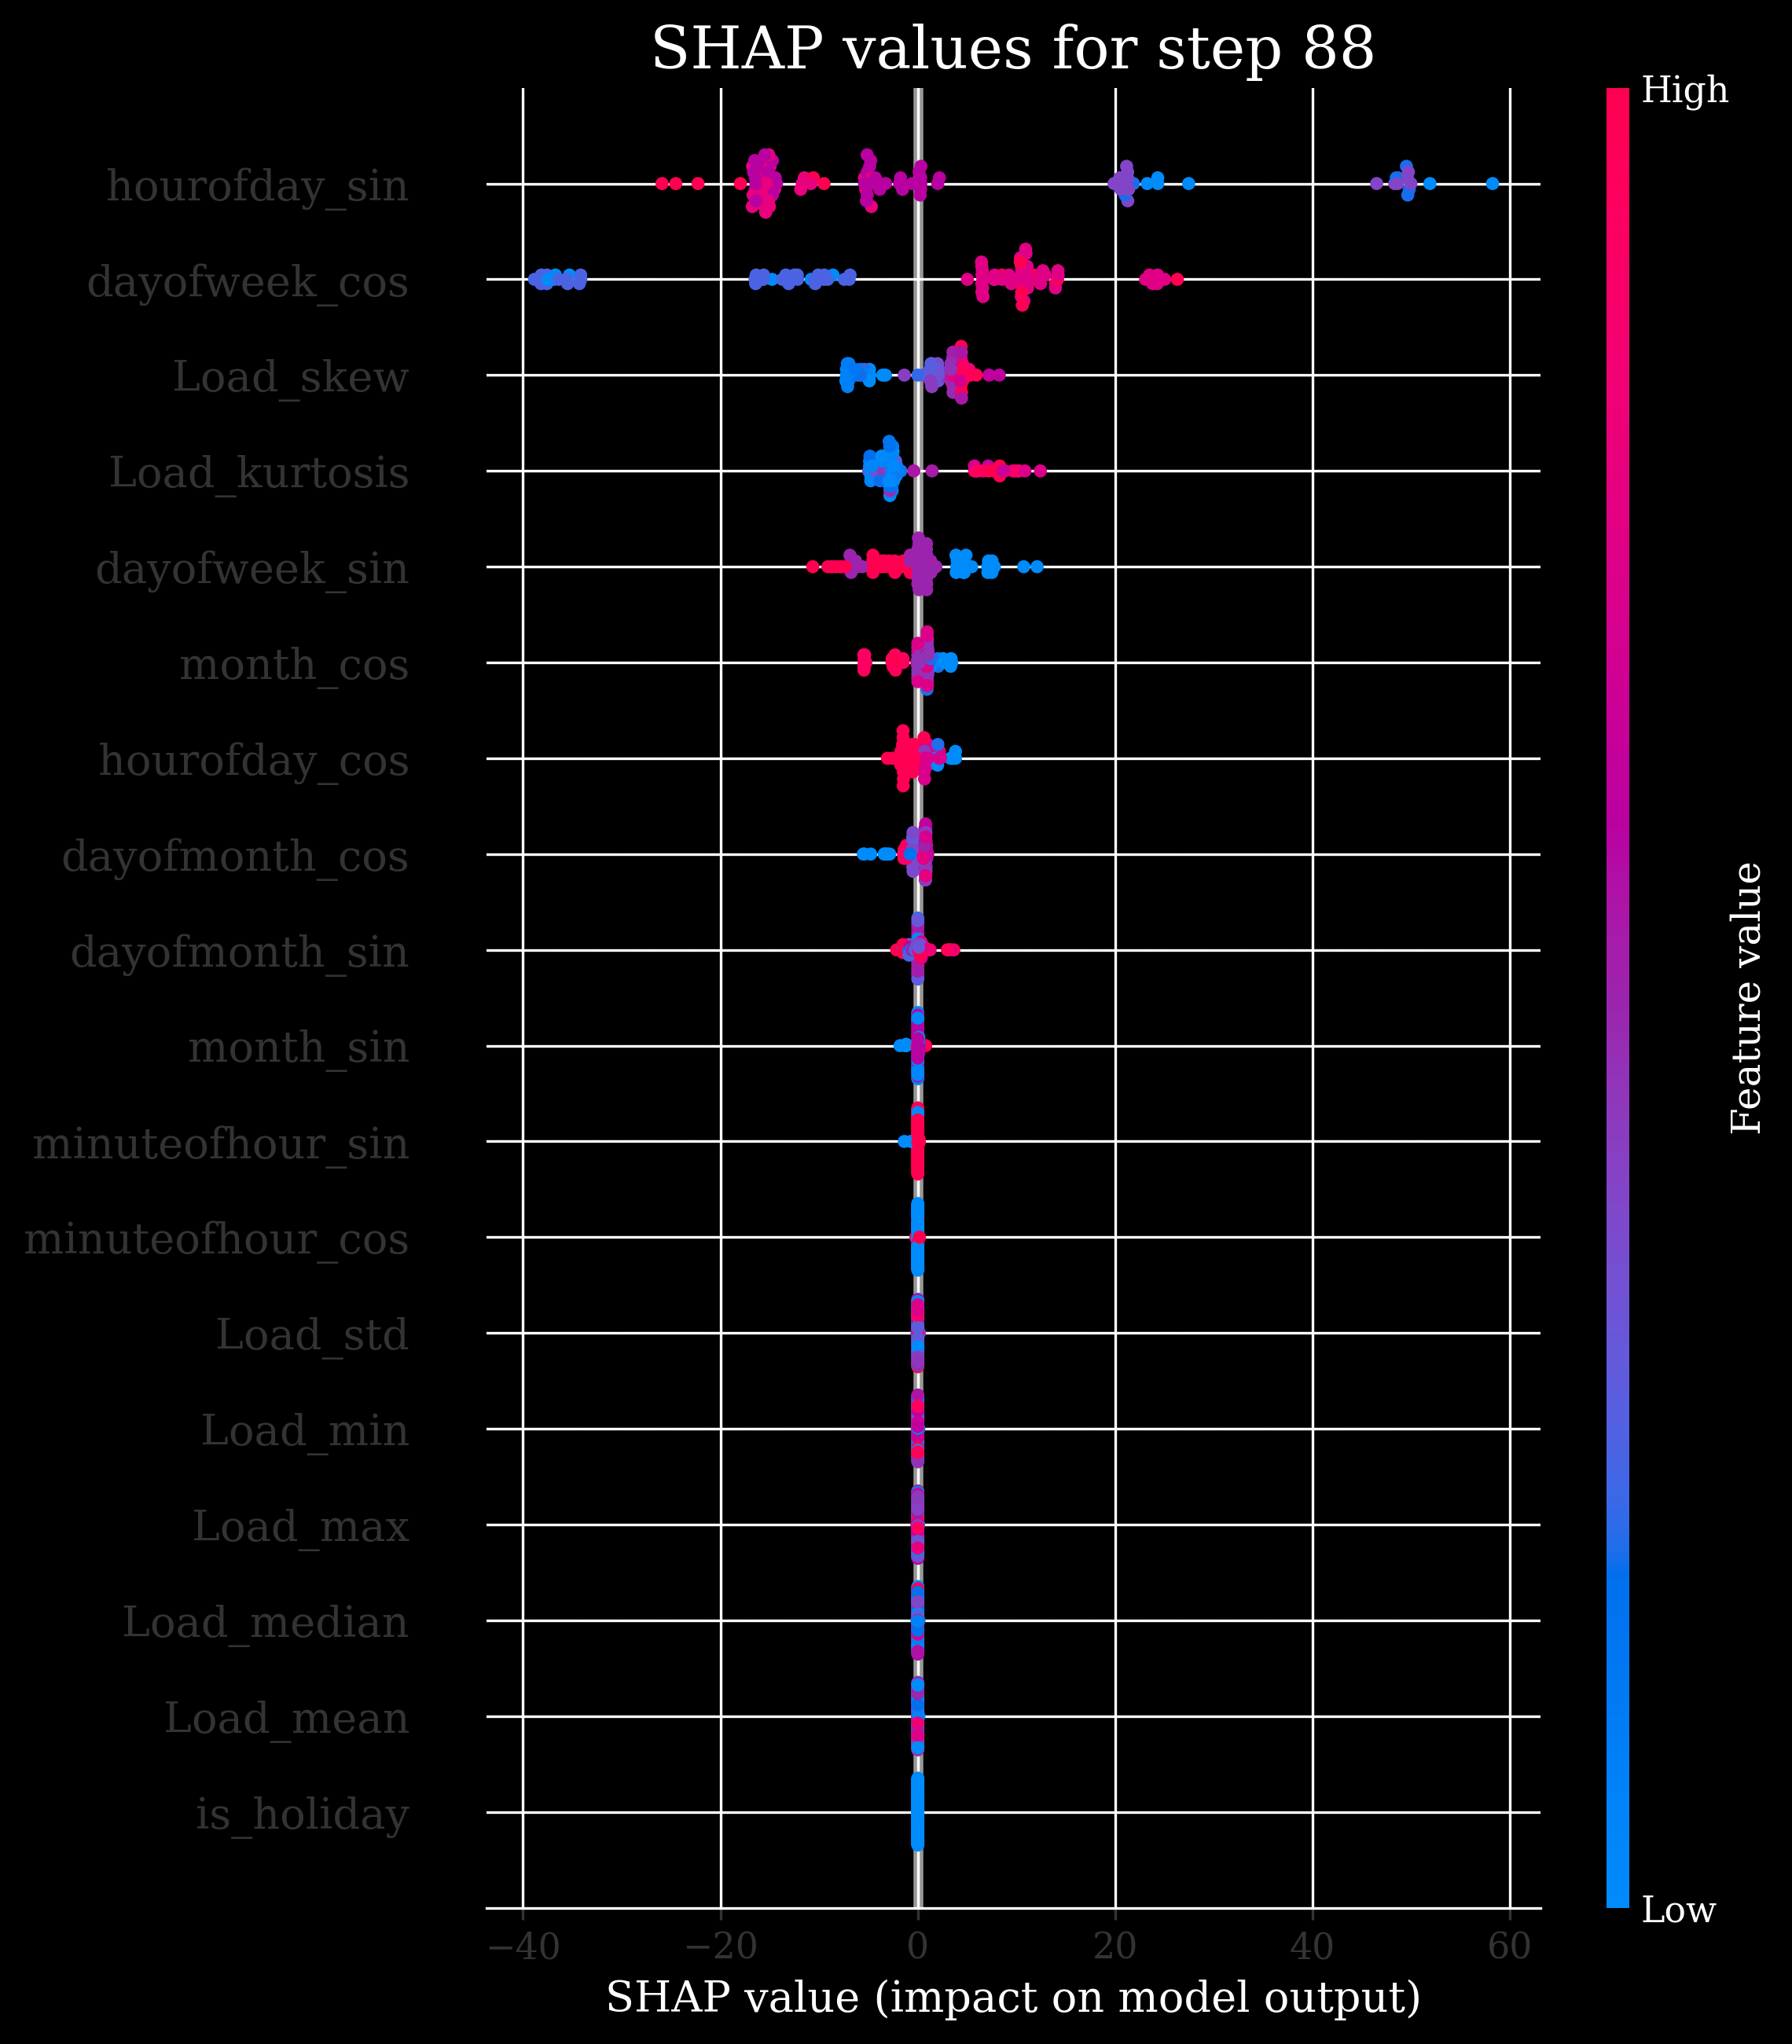 SHAP values for step 88
High
hourofday_sin
dayofweek_cos
Load_skew
Load_kurtosis
dayofweek_sin
month_cos
hourofday_cos
dayofmonth_cos
dayofmonth_sin
month_sin
minuteofhour_sin
minuteofhour_cos
Load_std
Load_min
Load_max
Load_median
Load_mean
is_holiday
Feature value
Low
−40 −20 0 20 40 60
SHAP value (impact on model output)